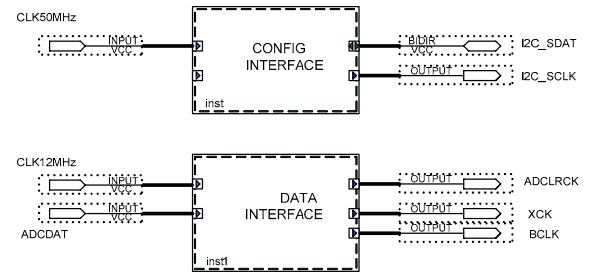 CLK50MHz
INPUT
VCC
CONFIG
INTERFACE
inst
BIDIR
VCC
I2C_SDAT
OUTPUT
I2C_SCLK
CLK12MHz
INPUT
VCC
INPUT
VCC
ADCDAT
DATA
INTERFACE
inst1
OUTPUT
ADCLRCK
OUTPUT
XCK
OUTPUT
BCLK